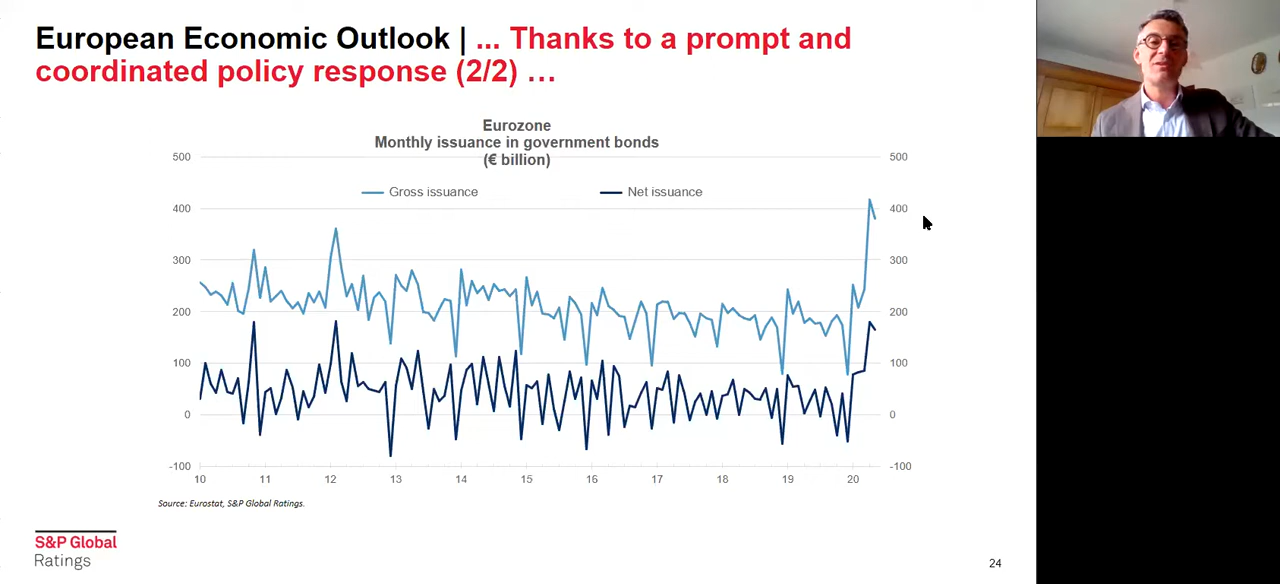 European Economic Outlook | ... Thanks to a prompt and
coordinated policy response (2/2) ...
Eurozone
Monthly issuance in government bonds
(€ billion)
500 500
Gross issuance Net issuance
400 400
300 300
200 200
100 100
0 0
-100 -100
10 11 12 13 14 15 16 17 18 19 20
Source: Eurostat, S&P Global Ratings.
S&P Global
Ratings
24